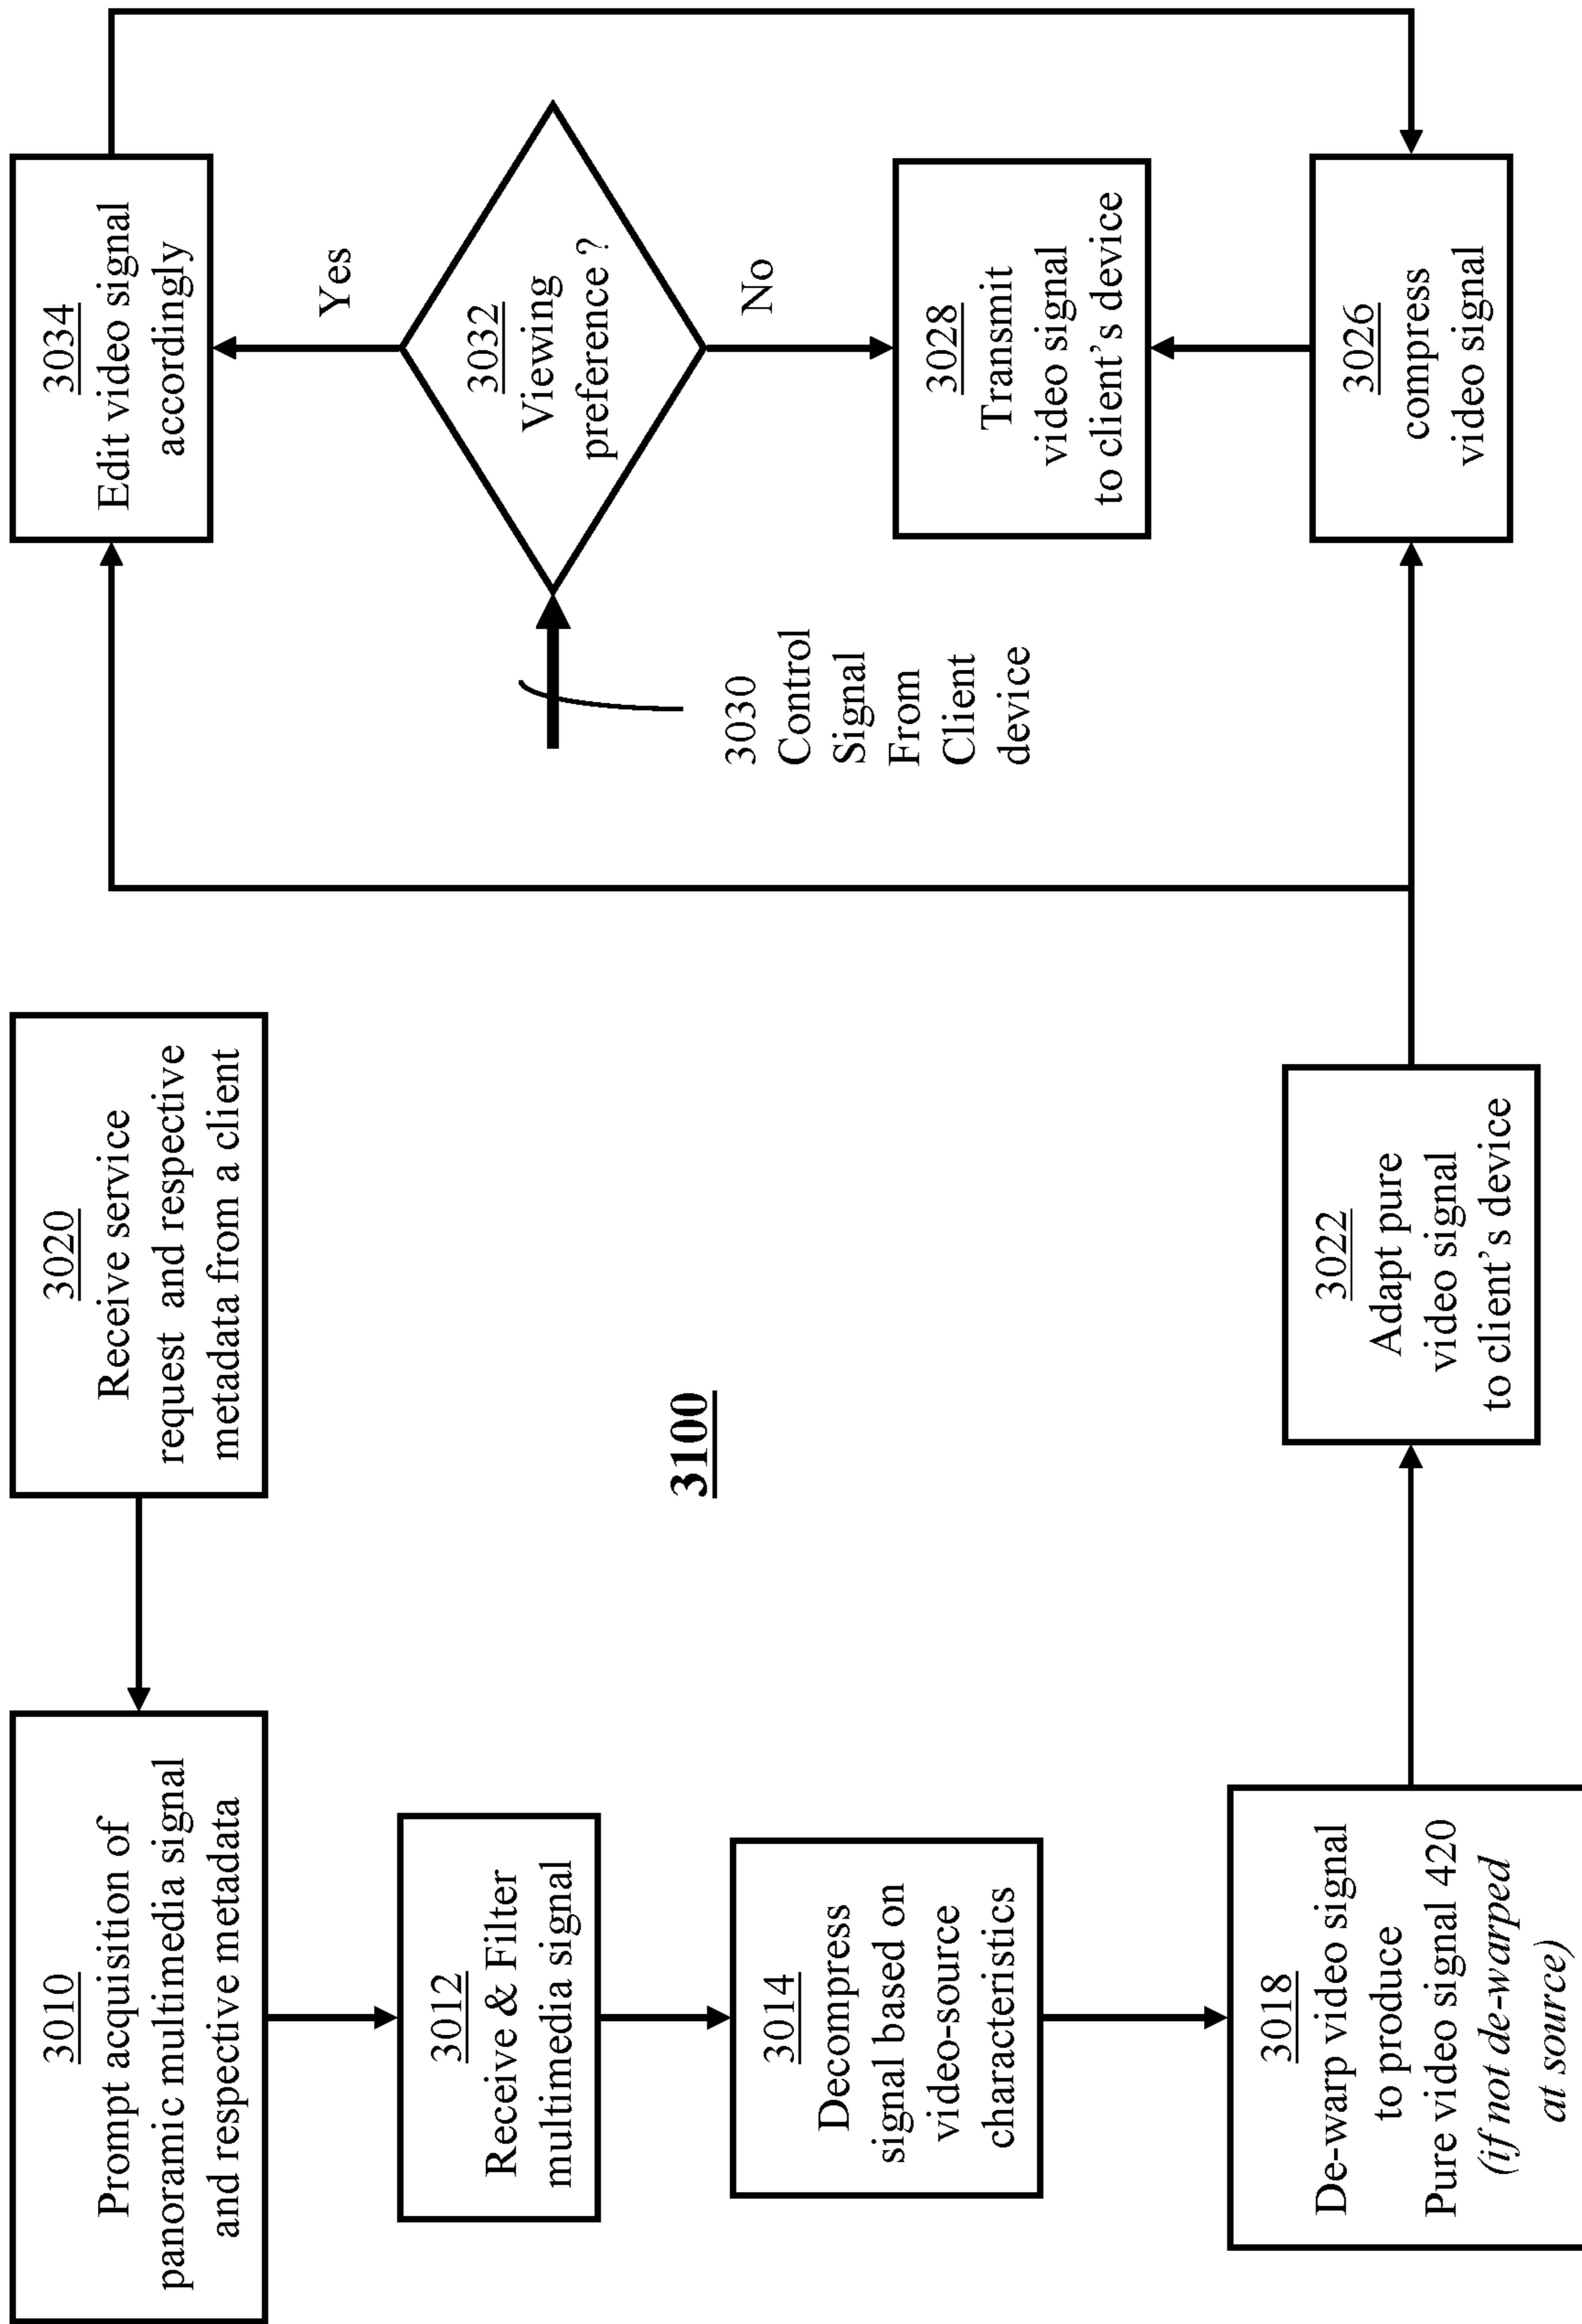 3020
Receive service
request and respective
metadata from a client
3010
Prompt acquisition of
panoramic multimedia signal
and respective metadata
3012
Receive & Filter
multimedia signal
3014
Decompress
signal based on
video-source
characteristics
3018
De-warp video signal
to produce
Pure video signal 420
(if not de-warped
at source)
3100
3022
Adapt pure
video signal
to client's device
3034
Edit video signal
accordingly
Yes
3032
Viewing
preference ?
No
3030
Control
Signal
From
Client
device
3028
Transmit
video signal
to client's device
3026
compress
video signal